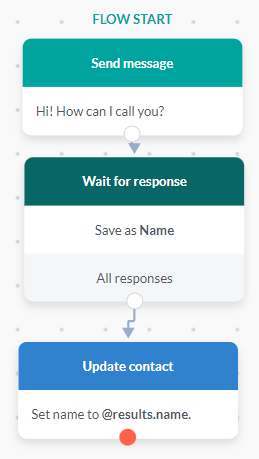 FLOW START
Send message
Hi! How can I call you?
Wait for response
Save as Name
All responses
Update contact
Set name to @results.name.